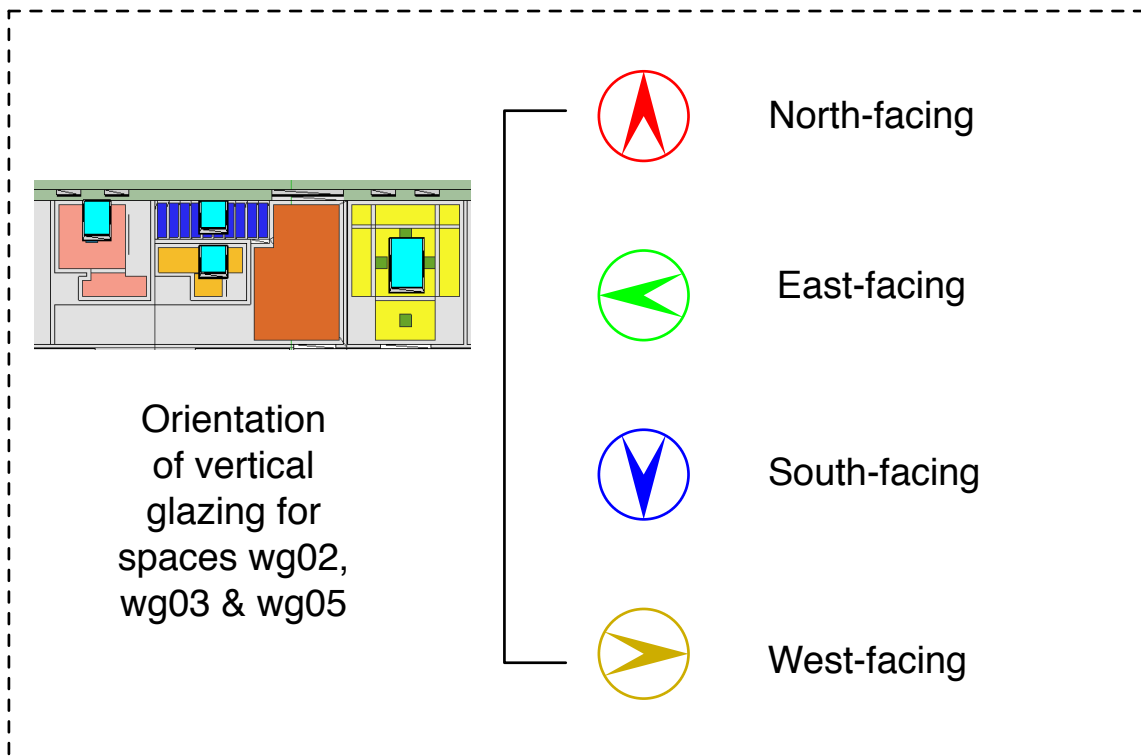 North-facing
East-facing
Orientation
of vertical
glazing for
spaces wg02,
wg03 & wg05
South-facing
West-facing